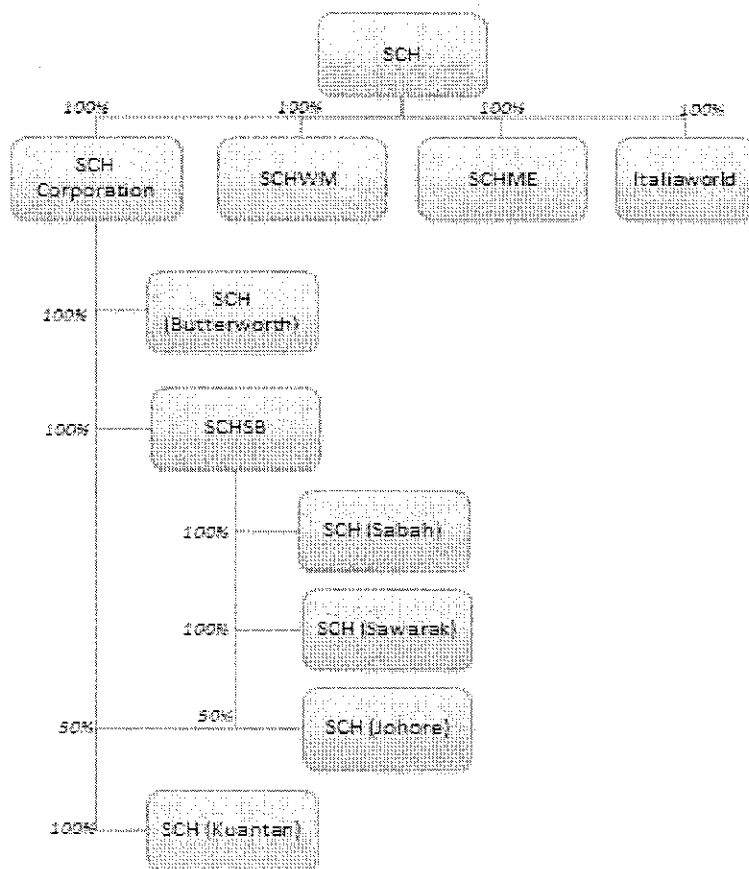 SCH
100%
100%
100%
100%
SCH
Corporation
SCHWM
SCHME
Italiaworld
100%
SCH
(Butterworth)
100%
SCHSB
100%
SCH (Sabah)
100%
SCH (Sawarak)
50%
50%
SCH (Johore)
100%
SCH (Kuantan)